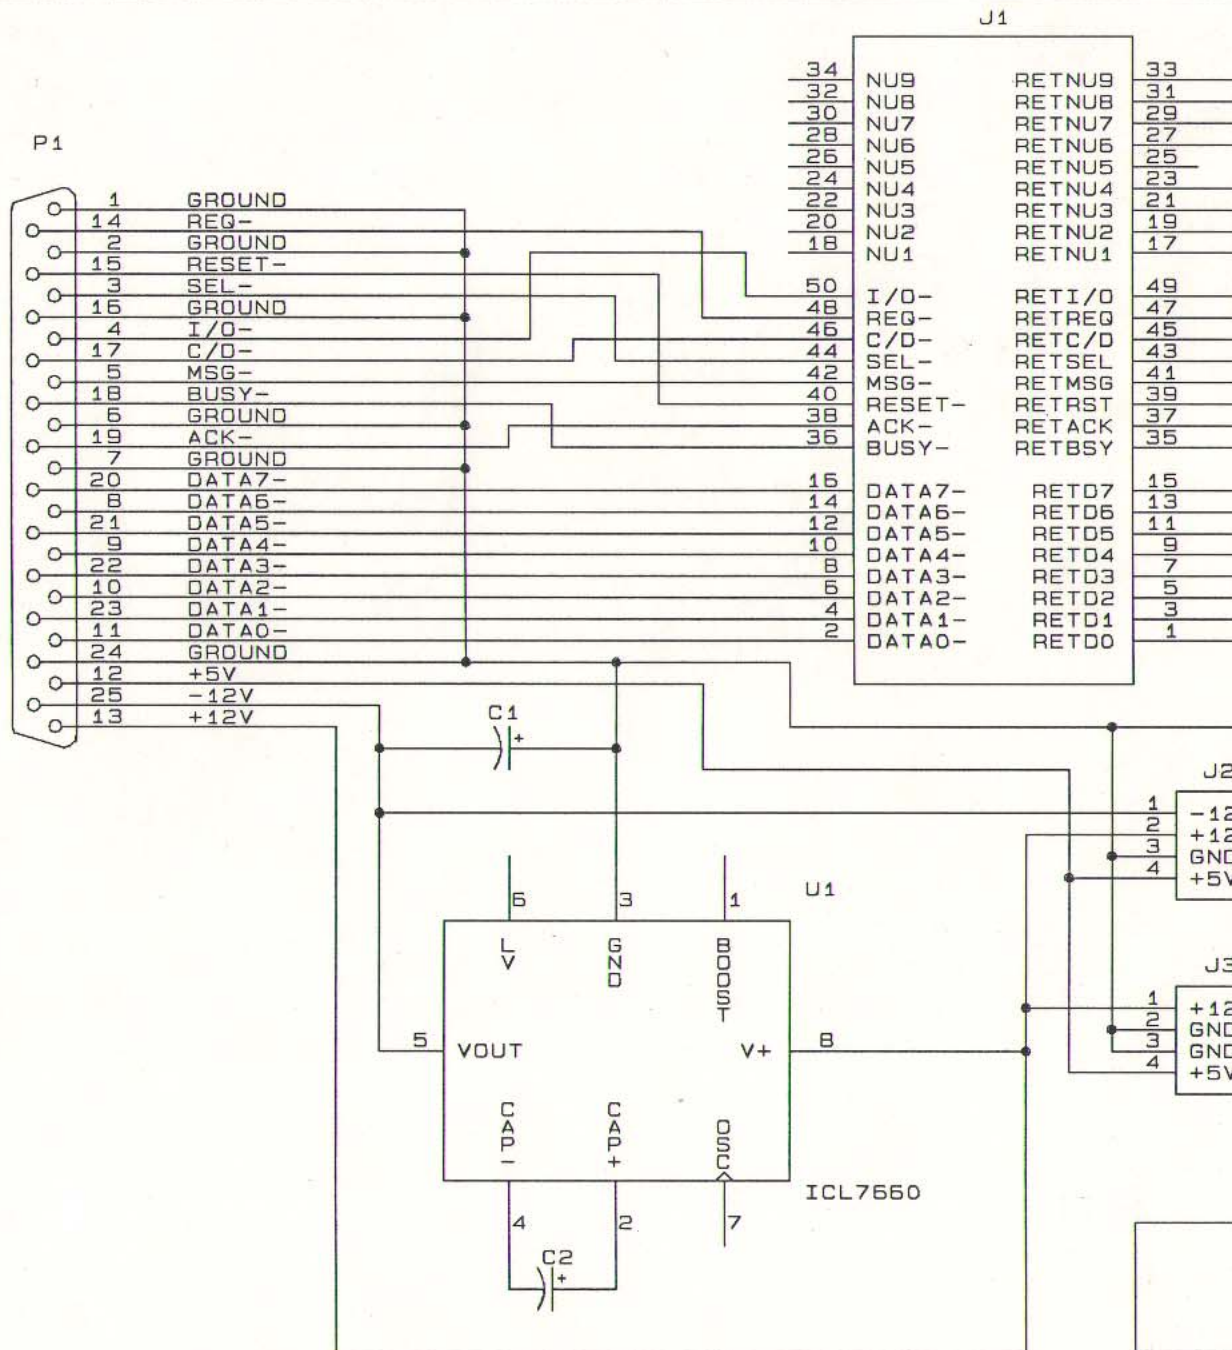 J1
34 NU9 RETNU9 33
32 NU8 RETNU8 31
30 NU7 RETNU7 29
28 NU6 RETNU6 27
26 NU5 RETNU5 25
24 NU4 RETNU4 23
22 NU3 RETNU3 21
20 NU2 RETNU2 19
18 NU1 RETNU1 17
50 I/O- RETI/O 49
48 REQ- RETREQ 47
46 C/D- RETC/D 45
44 SEL- RETSEL 43
42 MSG- RETMSG 41
40 RESET- RETRST 39
38 ACK- RETACK 37
36 BUSY- RETBSY 35
16 DATA7- RETD7 15
14 DATA6- RETD6 13
12 DATA5- RETD5 11
10 DATA4- RETD4 9
8 DATA3- RETD3 7
6 DATA2- RETD2 5
4 DATA1- RETD1 3
2 DATA0- RETD0 1
P1
1 GROUND
14 REQ-
2 GROUND
15 RESET-
3 SEL-
16 GROUND
4 I/O-
17 C/D-
5 MSG-
18 BUSY-
6 GROUND
19 ACK-
7 GROUND
20 DATA7-
8 DATA6-
21 DATA5-
9 DATA4-
22 DATA3-
10 DATA2-
23 DATA1-
11 DATA0-
24 GROUND
12 +5V
25 -12V
13 +12V
C1
+
J2
1 -12
2 +12
3 GND
4 +5V
U1
6 3 1
LV GND BOOST
5 VOUT V+ 8
CAP- CAP+ OSC
4 2 7
ICL7660
C2
+
J3
1 +12
2 GND
3 GND
4 +5V